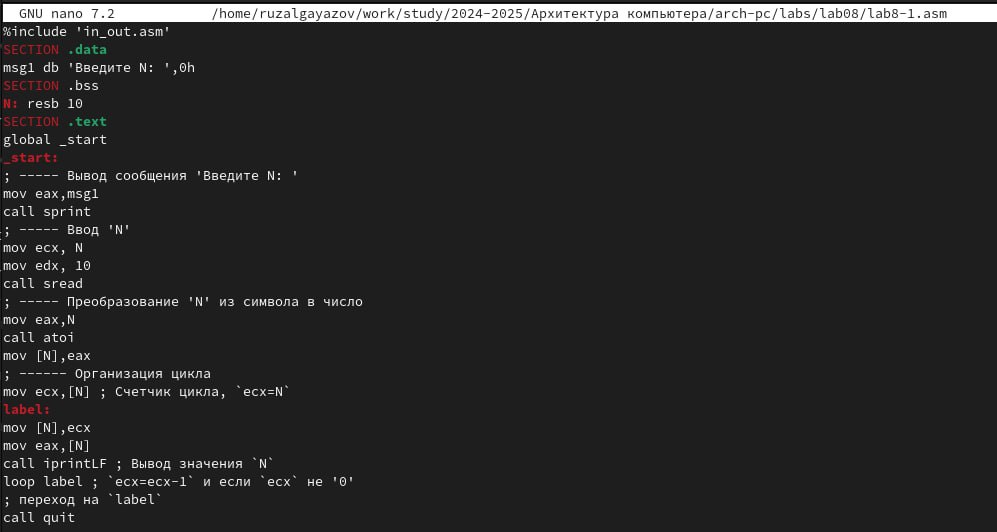 GNU nano 7.2 /home/ruzalgayazov/work/study/2024-2025/Архитектура компьютера/arch-pc/labs/lab08/lab8-1.asm
%include 'in_out.asm'
SECTION .data
msg1 db 'Введите N: ',0h
SECTION .bss
N: resb 10
SECTION .text
global _start
_start:
; ----- Вывод сообщения 'Введите N: '
mov eax,msg1
call sprint
; ----- Ввод 'N'
mov ecx, N
mov edx, 10
call sread
; ----- Преобразование 'N' из символа в число
mov eax,N
call atoi
mov [N],eax
; ------ Организация цикла
mov ecx,[N] ; Счетчик цикла, `ecx=N`
label:
mov [N],ecx
mov eax,[N]
call iprintLF ; Вывод значения `N`
loop label ; `ecx=ecx-1` и если `ecx` не '0'
; переход на `label`
call quit